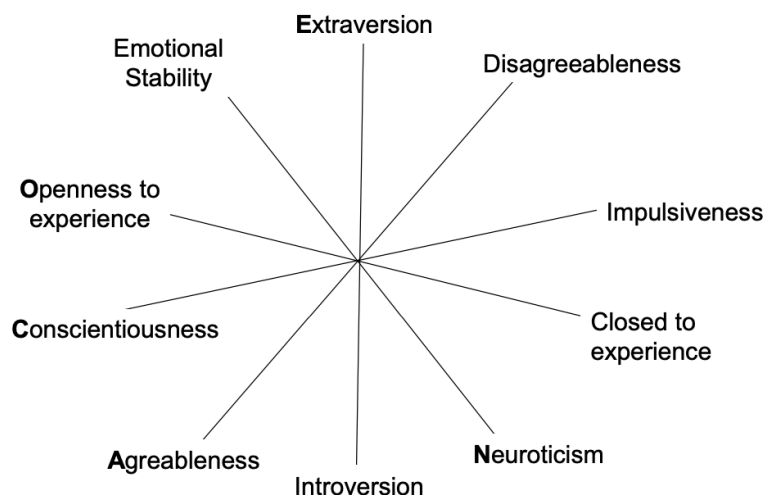 Extraversion
Emotional
Stability
Disagreeableness
Openness to
experience
Impulsiveness
Conscientiousness
Closed to
experience
Agreableness
Neuroticism
Introversion